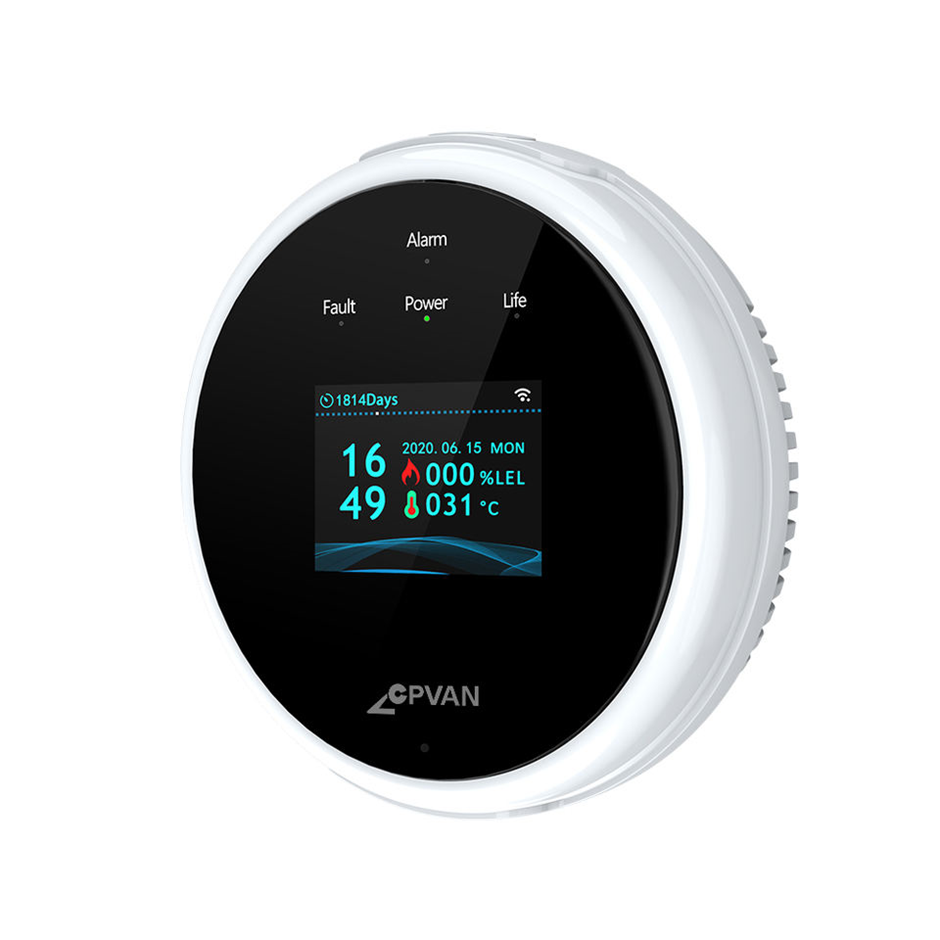 Alarm
Fault Power Life
1814Days
16
2020. 06. 15 MON
000 %LEL
49
031 °C
CPVAN